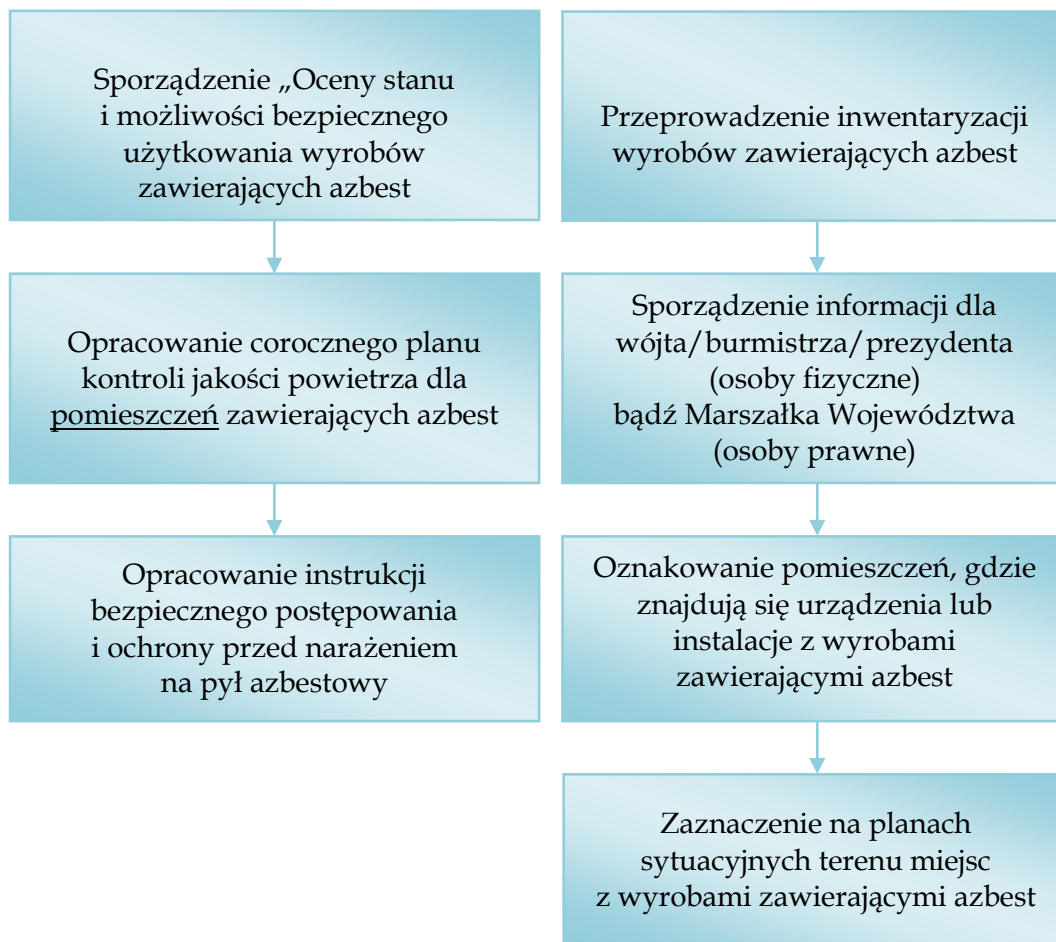 Sporządzenie „Oceny stanu
i możliwości bezpiecznego
użytkowania wyrobów
zawierających azbest
Opracowanie corocznego planu
kontroli jakości powietrza dla
pomieszczeń zawierających azbest
Opracowanie instrukcji
bezpiecznego postępowania
i ochrony przed narażeniem
na pył azbestowy
Przeprowadzenie inwentaryzacji
wyrobów zawierających azbest
Sporządzenie informacji dla
wójta/burmistrza/prezydenta
(osoby fizyczne)
bądź Marszałka Województwa
(osoby prawne)
Oznakowanie pomieszczeń, gdzie
znajdują się urządzenia lub
instalacje z wyrobami
zawierającymi azbest
Zaznaczenie na planach
sytuacyjnych terenu miejsc
z wyrobami zawierającymi azbest